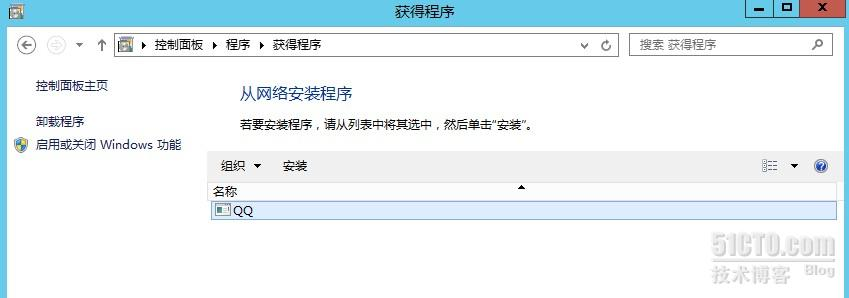 获得程序
控制面板 程序 获得程序
搜索 获得程序
控制面板主页
卸载程序
启用或关闭 Windows 功能
从网络安装程序
若要安装程序，请从列表中将其选中，然后单击“安装”。
组织 安装
名称
QQ
51CTO.com
技术博客 Blog